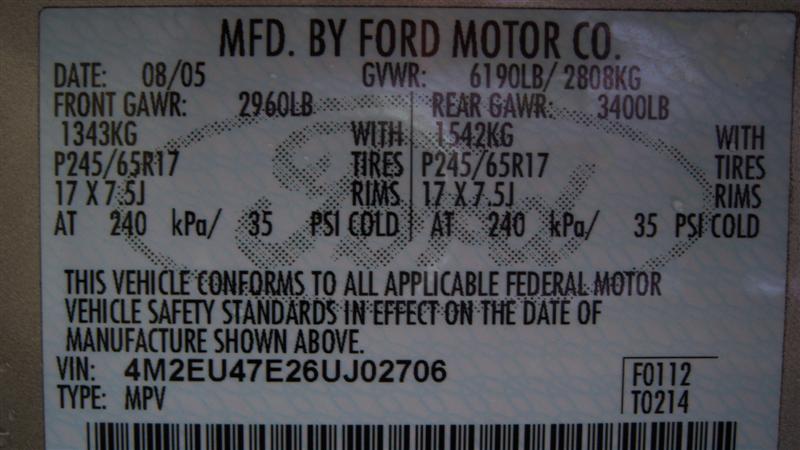 MFD. BY FORD MOTOR CO.
DATE: 08/05 GVWR: 6190LB/ 2808KG
FRONT GAWR: 2960LB REAR GAWR: 3400LB
1343KG WITH 1542KG WITH
P245/65R17 TIRES P245/65R17 TIRES
17 X 7.5J RIMS 17 X 7.5J RIMS
AT 240 kPa/ 35 PSI COLD AT 240 kPa/ 35 PSI COLD
Ford
THIS VEHICLE CONFORMS TO ALL APPLICABLE FEDERAL MOTOR
VEHICLE SAFETY STANDARDS IN EFFECT ON THE DATE OF
MANUFACTURE SHOWN ABOVE.
VIN: 4M2EU47E26UJ02706 F0112
TYPE: MPV T0214